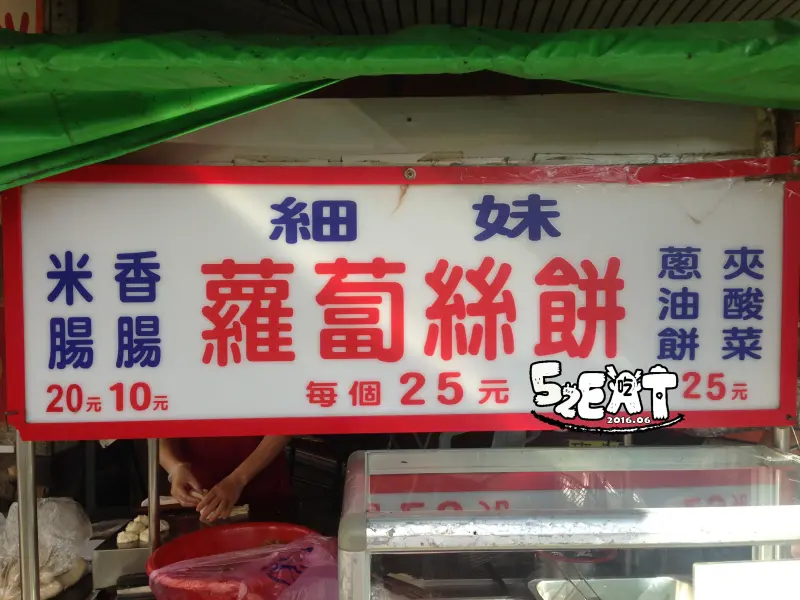 細妹
米腸 香腸
20元 10元
蘿蔔絲餅
每個 25元
夾酸菜
蔥油餅
25元
52EAT
吃
2016.06